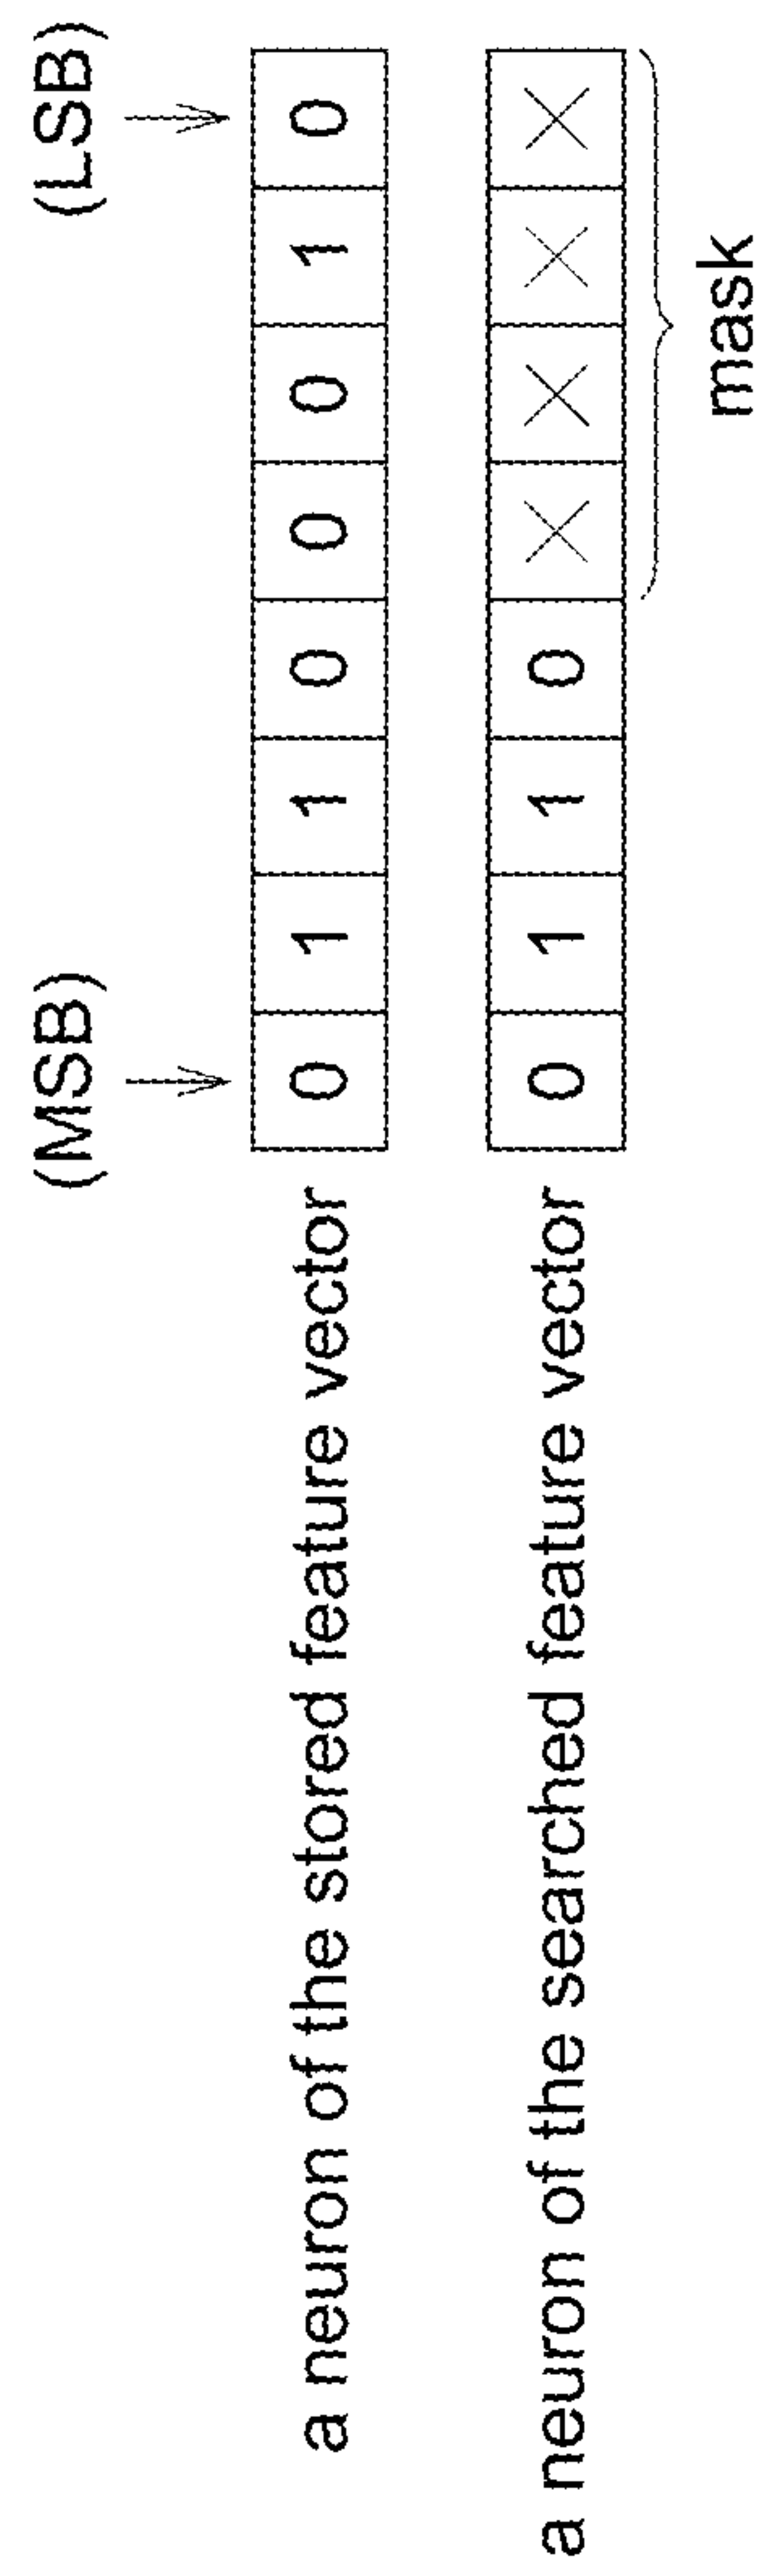 (MSB) (LSB)
a neuron of the stored feature vector 0 1 1 0 0 0 1 0
a neuron of the searched feature vector 0 1 1 0 X X X X
mask